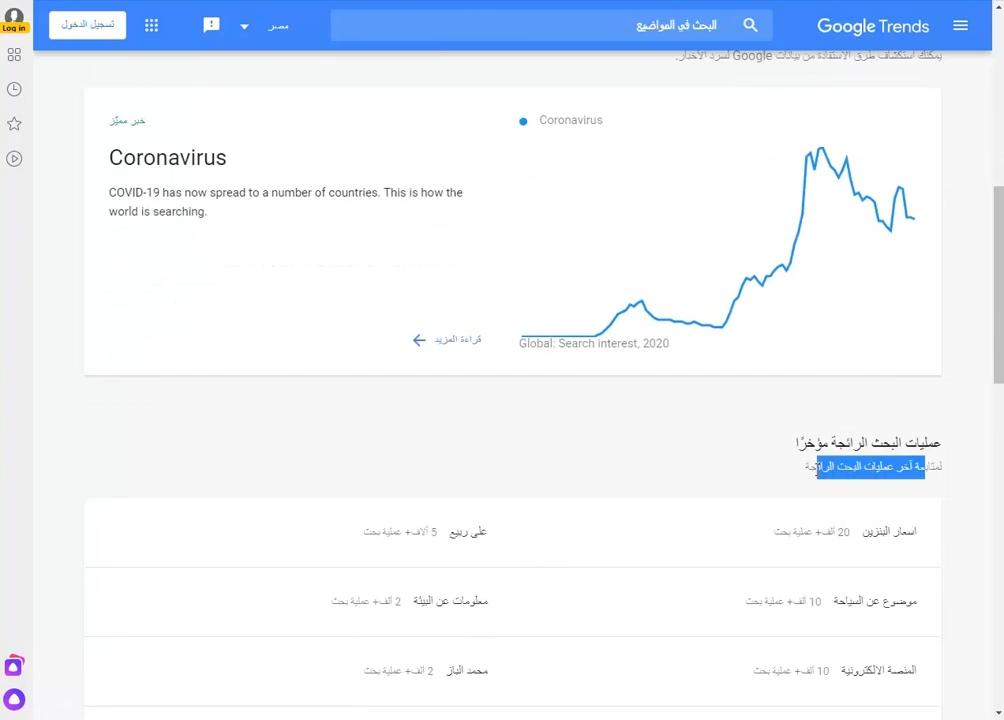 Log in
Google Trends
البحث في المواضيع
مصر
تسجيل الدخول
يمكنك استكشاف طرق الاستفادة من بيانات Google لسرد الأخبار.
خبر مميّز
Coronavirus
COVID-19 has now spread to a number of countries. This is how the
world is searching.
قراءة المزيد
Coronavirus
Global: Search interest, 2020
عمليات البحث الرائجة مؤخرًا
لمتابعة آخر عمليات البحث الرائجة
اسعار البنزين 20 ألف+ عملية بحث
على ربيع 5 آلاف+ عملية بحث
موضوع عن السياحة 10 ألف+ عملية بحث
معلومات عن البيئة 2 ألف+ عملية بحث
المنصة الالكترونية 10 ألف+ عملية بحث
محمد الباز 2 ألف+ عملية بحث